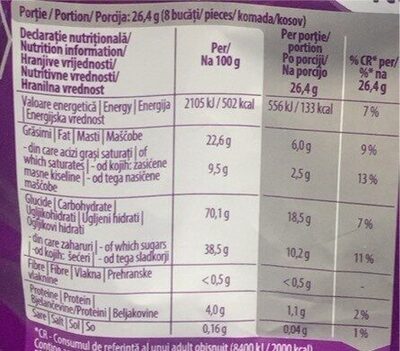 Porție / Portion/ Porcija: 26,4 g (8 bucăți/ pieces/ komada/kosov)
Declarație nutrițională/
Nutrition information/
Hranjive vrijednosti/
Nutritivne vrednosti/
Hranilna vrednost
Per/
Na 100 g
Per porție/
portion
Po porciji/
Na porcijo
26,4 g
% CR* per/
%* na
26,4 g
Valoare energetică | Energy | Energija
| Energijska vrednost
2105 kJ / 502 kcal
556 kJ / 133 kcal
7 %
Grăsimi | Fat | Masti | Maščobe
22,6 g
6,0 g
9 %
- din care acizi grași saturați | of
which saturates | - od kojih: zasićene
masne kiseline | - od tega nasičene
maščobe
9,5 g
2,5 g
13 %
Glucide | Carbohydrate |
Ugljikohidrati | Ugljeni hidrati |
Ogljikovi hidrati
70,1 g
18,5 g
7 %
- din care zaharuri | - of which sugars
-od kojih: šećeri | - od tega sladkorji
38,5 g
10,2 g
11 %
Fibre | Fibre | Vlakna | Prehranske
vlaknine
<0,5 g
<0,5 g
-
Proteine | Protein |
Bjelančevine/Proteini | Beljakovine
4,0 g
1,1 g
2 %
Sare | Salt | Sol | So
0,16 g
0,04 g
1 %
*CR - Consumul de referință al unui adult obișnuit (8400 kJ / 2000 kcal)